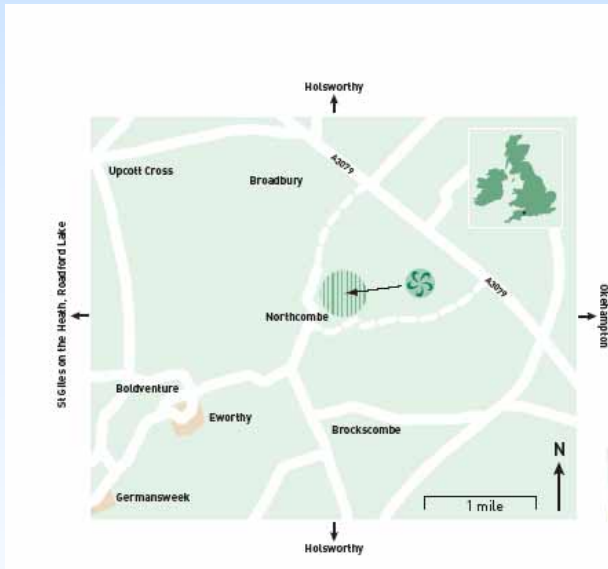 Holsworthy
A3079
Upcott Cross
Broadbury
St Giles on the Heath, Roadford Lake
A3079
Okehampton
Northcombe
Boldventure
Eworthy
Brockscombe
N
Germansweek
1 mile
Holsworthy